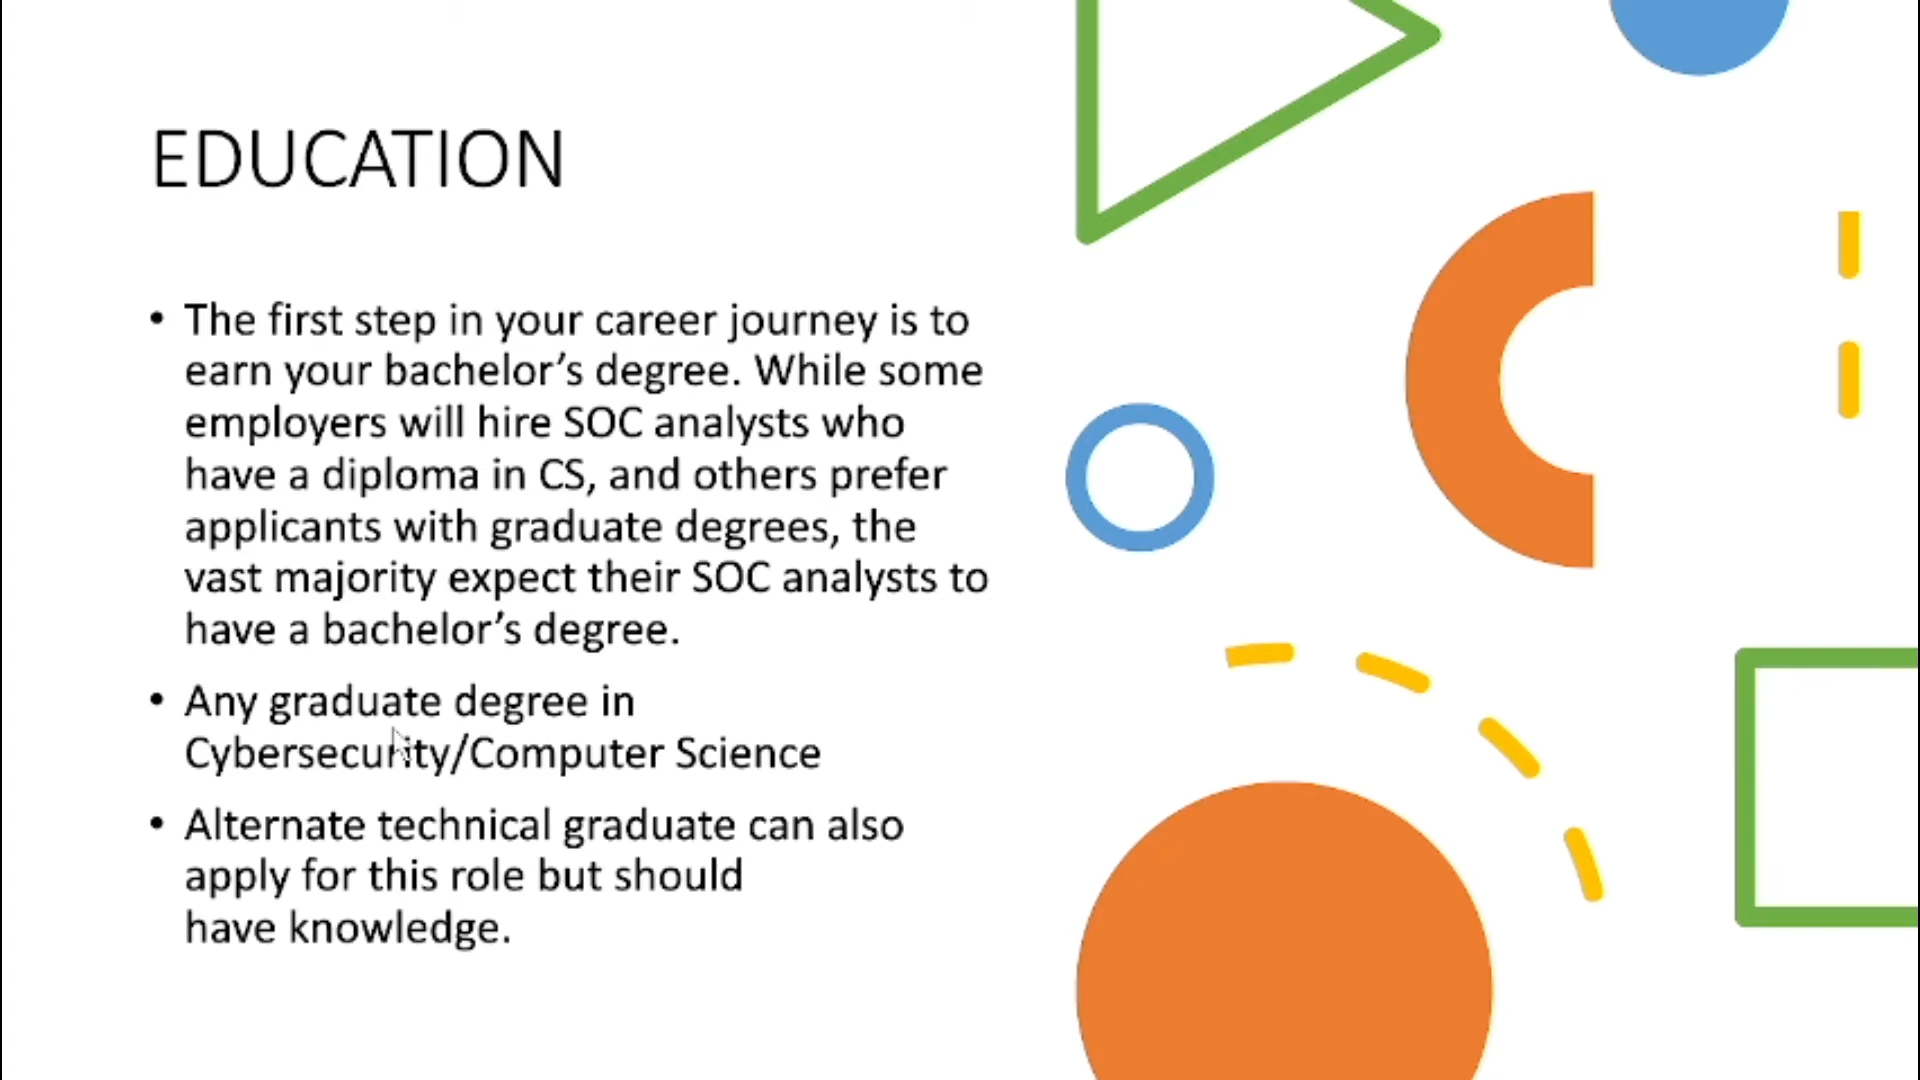 EDUCATION
• The first step in your career journey is to
earn your bachelor’s degree. While some
employers will hire SOC analysts who
have a diploma in CS, and others prefer
applicants with graduate degrees, the
vast majority expect their SOC analysts to
have a bachelor’s degree.
• Any graduate degree in
Cybersecurity/Computer Science
• Alternate technical graduate can also
apply for this role but should
have knowledge.